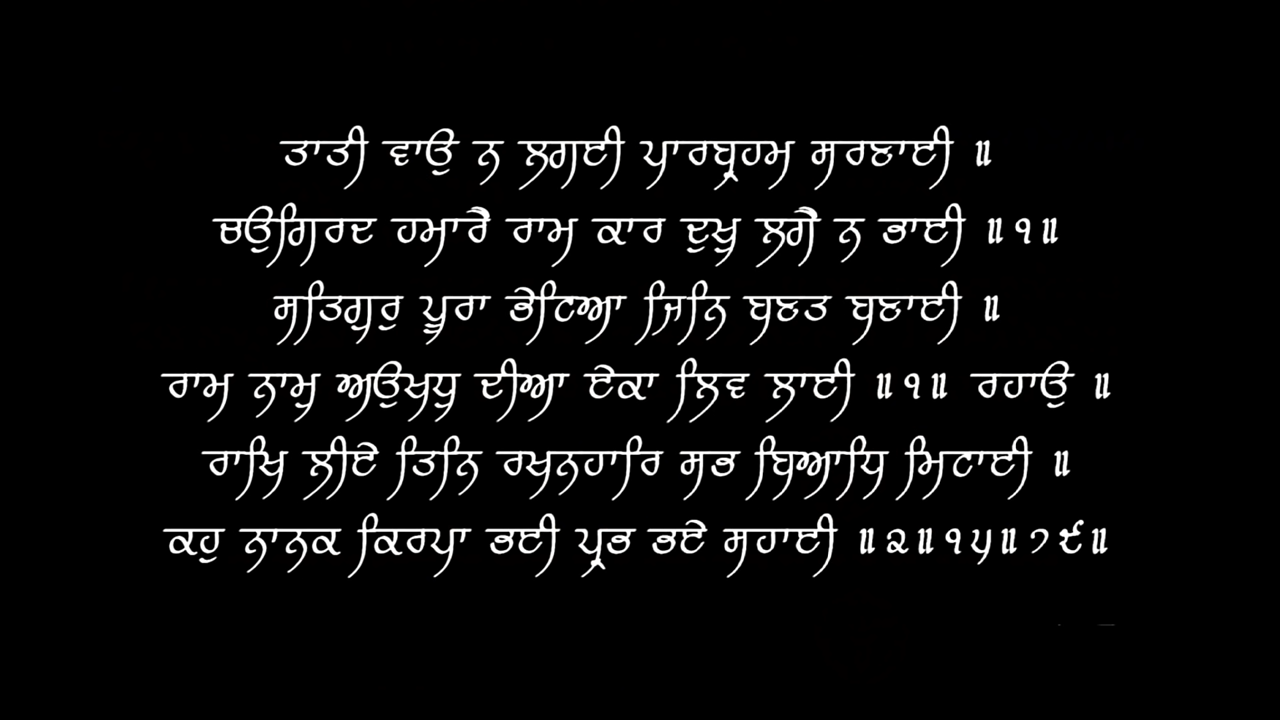 ਤਾਤੀ ਵਾਉ ਨ ਲਗਈ ਪਾਰਬ੍ਰਹਮ ਸਰਣਾਈ ॥
ਚਉਗਿਰਦ ਹਮਾਰੈ ਰਾਮ ਕਾਰ ਦੁਖੁ ਲਗੈ ਨ ਭਾਈ ॥੧॥
ਸਤਿਗੁਰੁ ਪੂਰਾ ਭੇਟਿਆ ਜਿਨਿ ਬਣਤ ਬਣਾਈ ॥
ਰਾਮ ਨਾਮੁ ਅਉਖਧੁ ਦੀਆ ਏਕਾ ਲਿਵ ਲਾਈ ॥੧॥ ਰਹਾਉ ॥
ਰਾਖਿ ਲੀਏ ਤਿਨਿ ਰਖਨਹਾਰਿ ਸਭ ਬਿਆਧਿ ਮਿਟਾਈ ॥
ਕਹੁ ਨਾਨਕ ਕਿਰਪਾ ਭਈ ਪ੍ਰਭ ਭਏ ਸਹਾਈ ॥੨॥੧੫॥੭੯॥